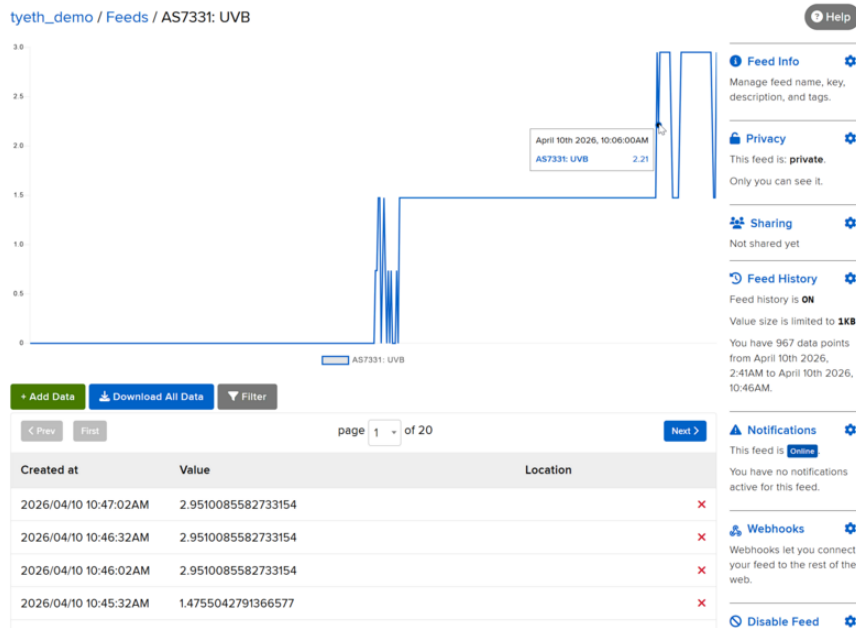 tyeth_demo / Feeds / AS7331: UVB
Help
3.0
2.5
2.0
1.5
1.0
0.5
0
April 10th 2026, 10:06:00AM
AS7331: UVB 2.21
AS7331: UVB
+ Add Data
Download All Data
Filter
< Prev
First
page 1 of 20
Next >
Created at Value Location
2026/04/10 10:47:02AM 2.9510085582733154
2026/04/10 10:46:32AM 2.9510085582733154
2026/04/10 10:46:02AM 2.9510085582733154
2026/04/10 10:45:32AM 1.4755042791366577
Feed Info
Manage feed name, key,
description, and tags.
Privacy
This feed is: private.
Only you can see it.
Sharing
Not shared yet
Feed History
Feed history is ON
Value size is limited to 1KB
You have 967 data points
from April 10th 2026,
2:41AM to April 10th 2026,
10:46AM.
Notifications
This feed is Online.
You have no notifications
active for this feed.
Webhooks
Webhooks let you connect
your feed to the rest of the
web.
Disable Feed